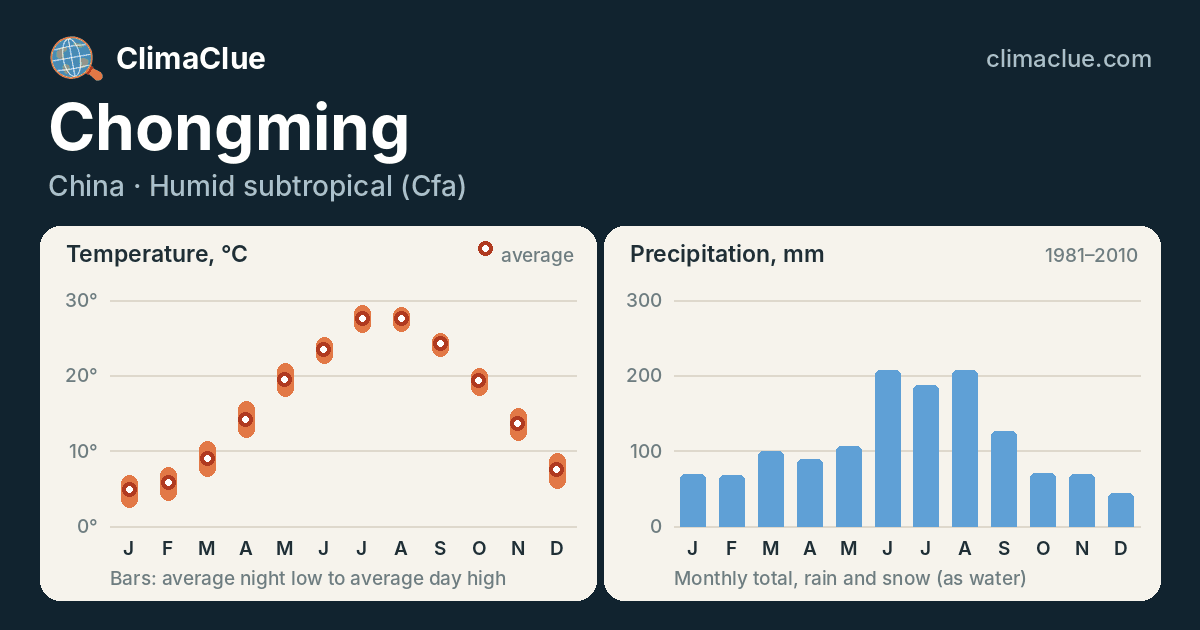 ClimaClue
climaclue.com
Chongming
China · Humid subtropical (Cfa)
Temperature, °C
average
30°
20°
10°
0°
J F M A M J J A S O N D
Bars: average night low to average day high
Precipitation, mm
1981–2010
300
200
100
0
J F M A M J J A S O N D
Monthly total, rain and snow (as water)